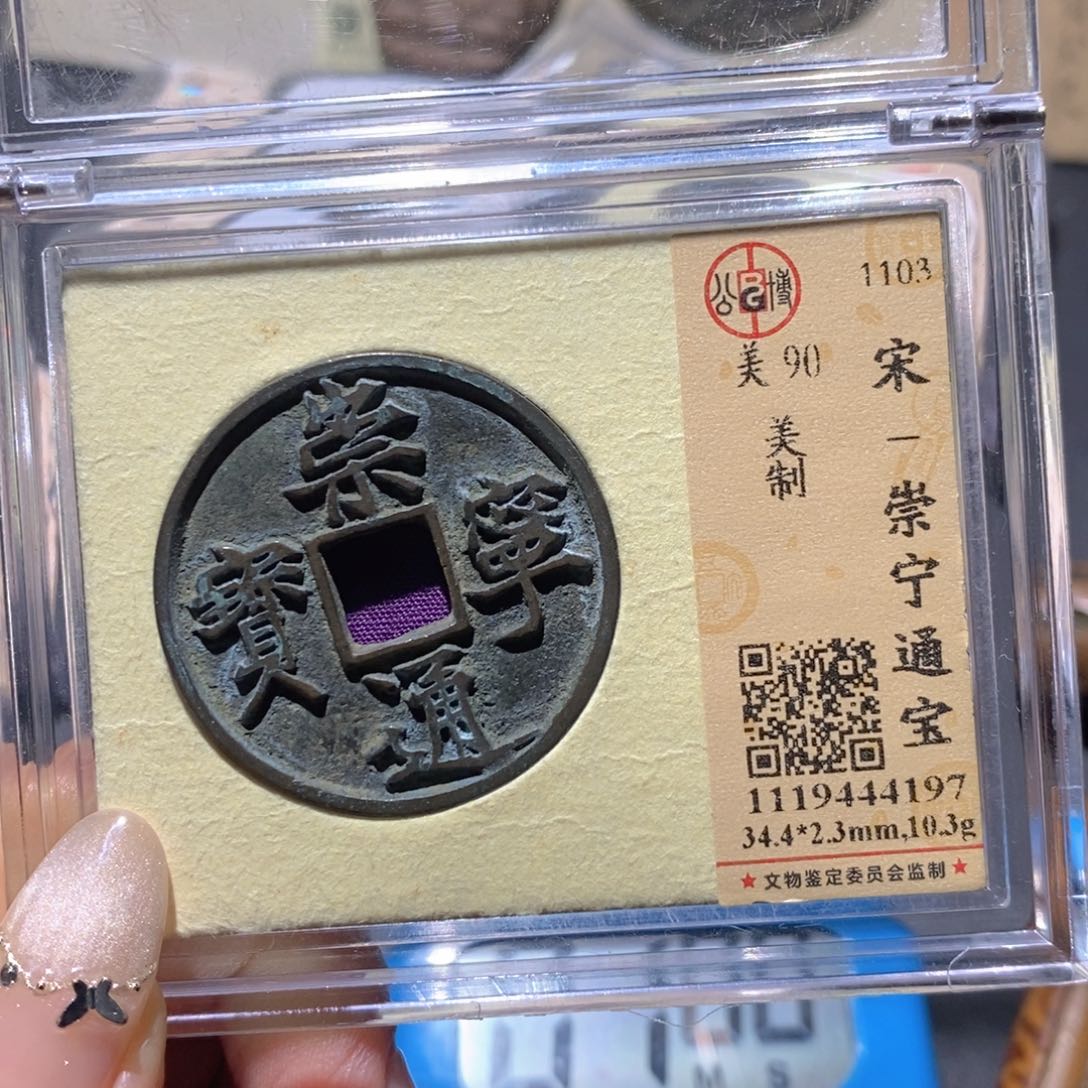 崇
寧
通
寶
公 BG 博
1103
美 90
美制
宋-崇宁通宝
1119444197
34.4*2.3mm,10.3g
★ 文物鉴定委员会监制 ★
M S